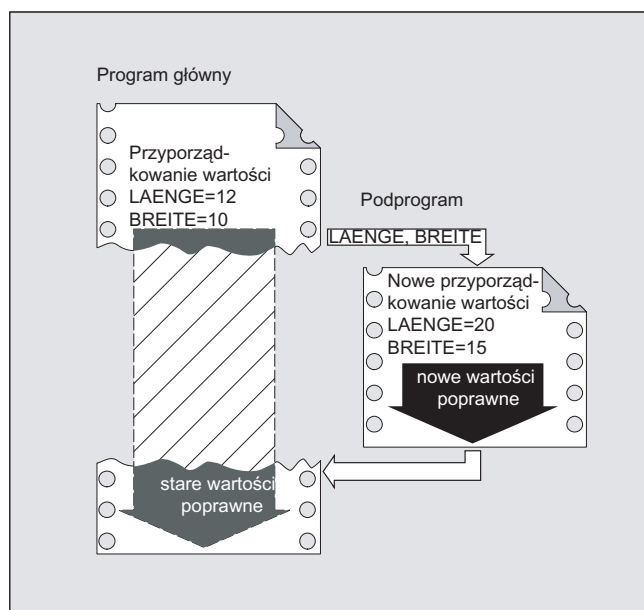 Program główny
Przyporząd-
kowanie wartości
LAENGE=12
BREITE=10
Podprogram
LAENGE, BREITE
Nowe przyporząd-
kowanie wartości
LAENGE=20
BREITE=15
nowe wartości
poprawne
stare wartości
poprawne